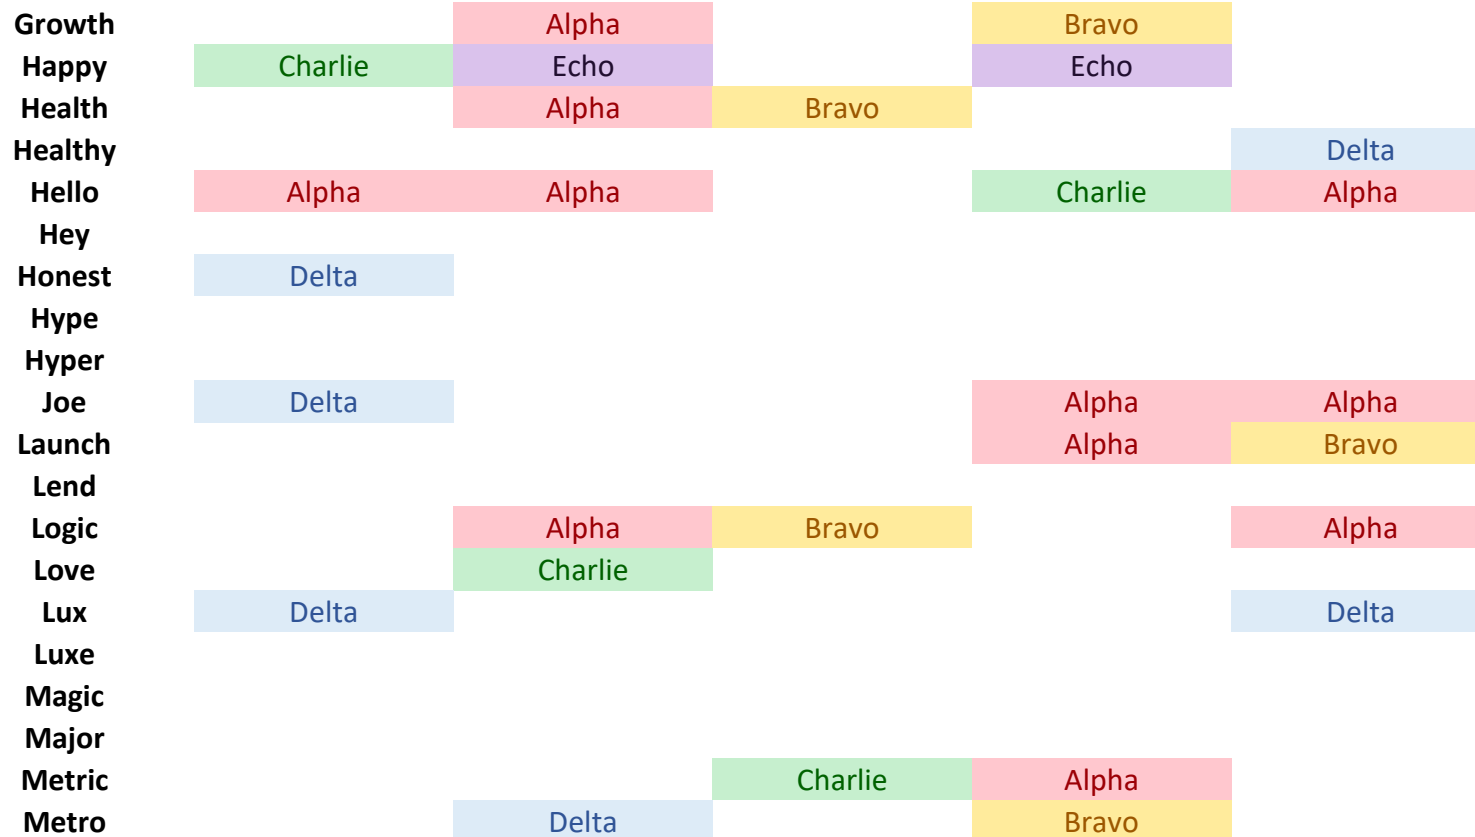 Growth Alpha Bravo
Happy Charlie Echo Echo
Health Alpha Bravo
Healthy Delta
Hello Alpha Alpha Charlie Alpha
Hey
Honest Delta
Hype
Hyper
Joe Delta Alpha Alpha
Launch Alpha Bravo
Lend
Logic Alpha Bravo Alpha
Love Charlie
Lux Delta Delta
Luxe
Magic
Major
Metric Charlie Alpha
Metro Delta Bravo